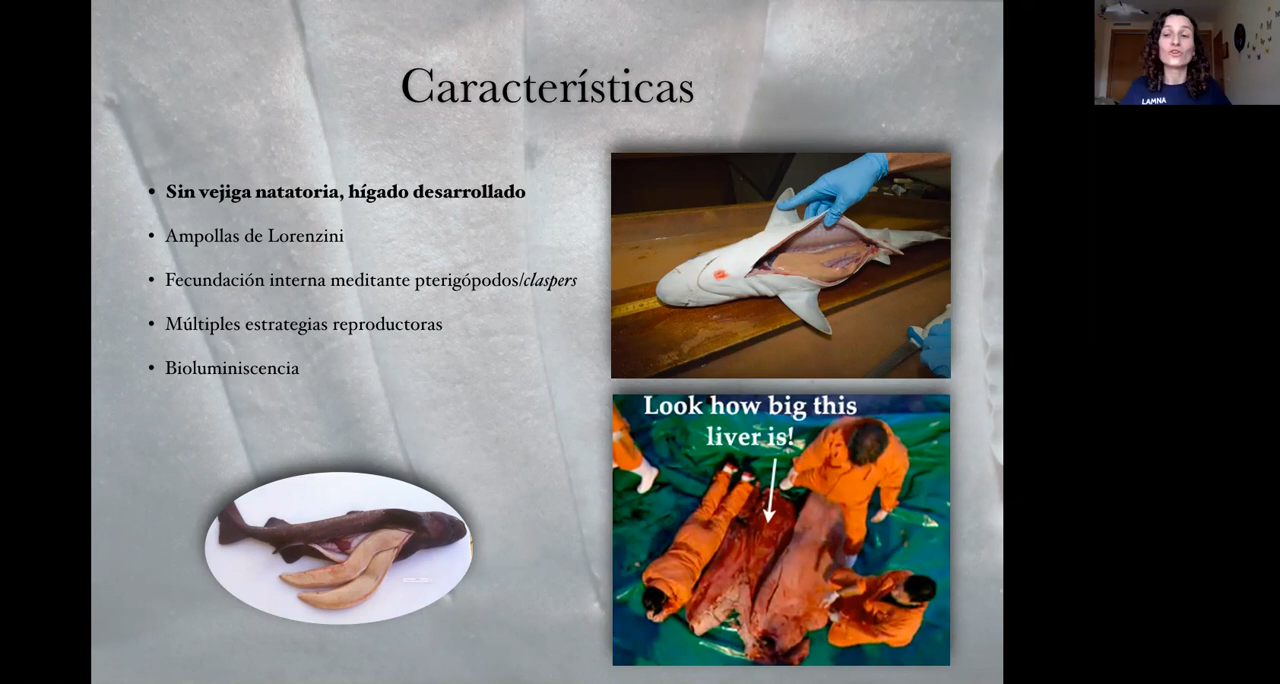 Características
• Sin vejiga natatoria, hígado desarrollado
• Ampollas de Lorenzini
• Fecundación interna meditante pterigópodos/claspers
• Múltiples estrategias reproductoras
• Bioluminiscencia
Look how big this
liver is!
LAMNA